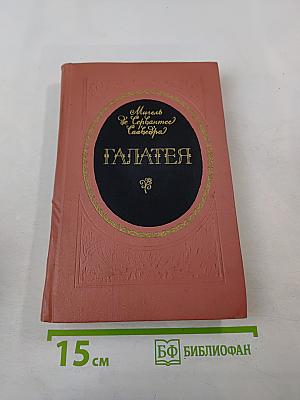 Мигель
де Сервантес
Сааведра
ГАЛАТЕЯ
15 см
БФ БИБЛИОФАН